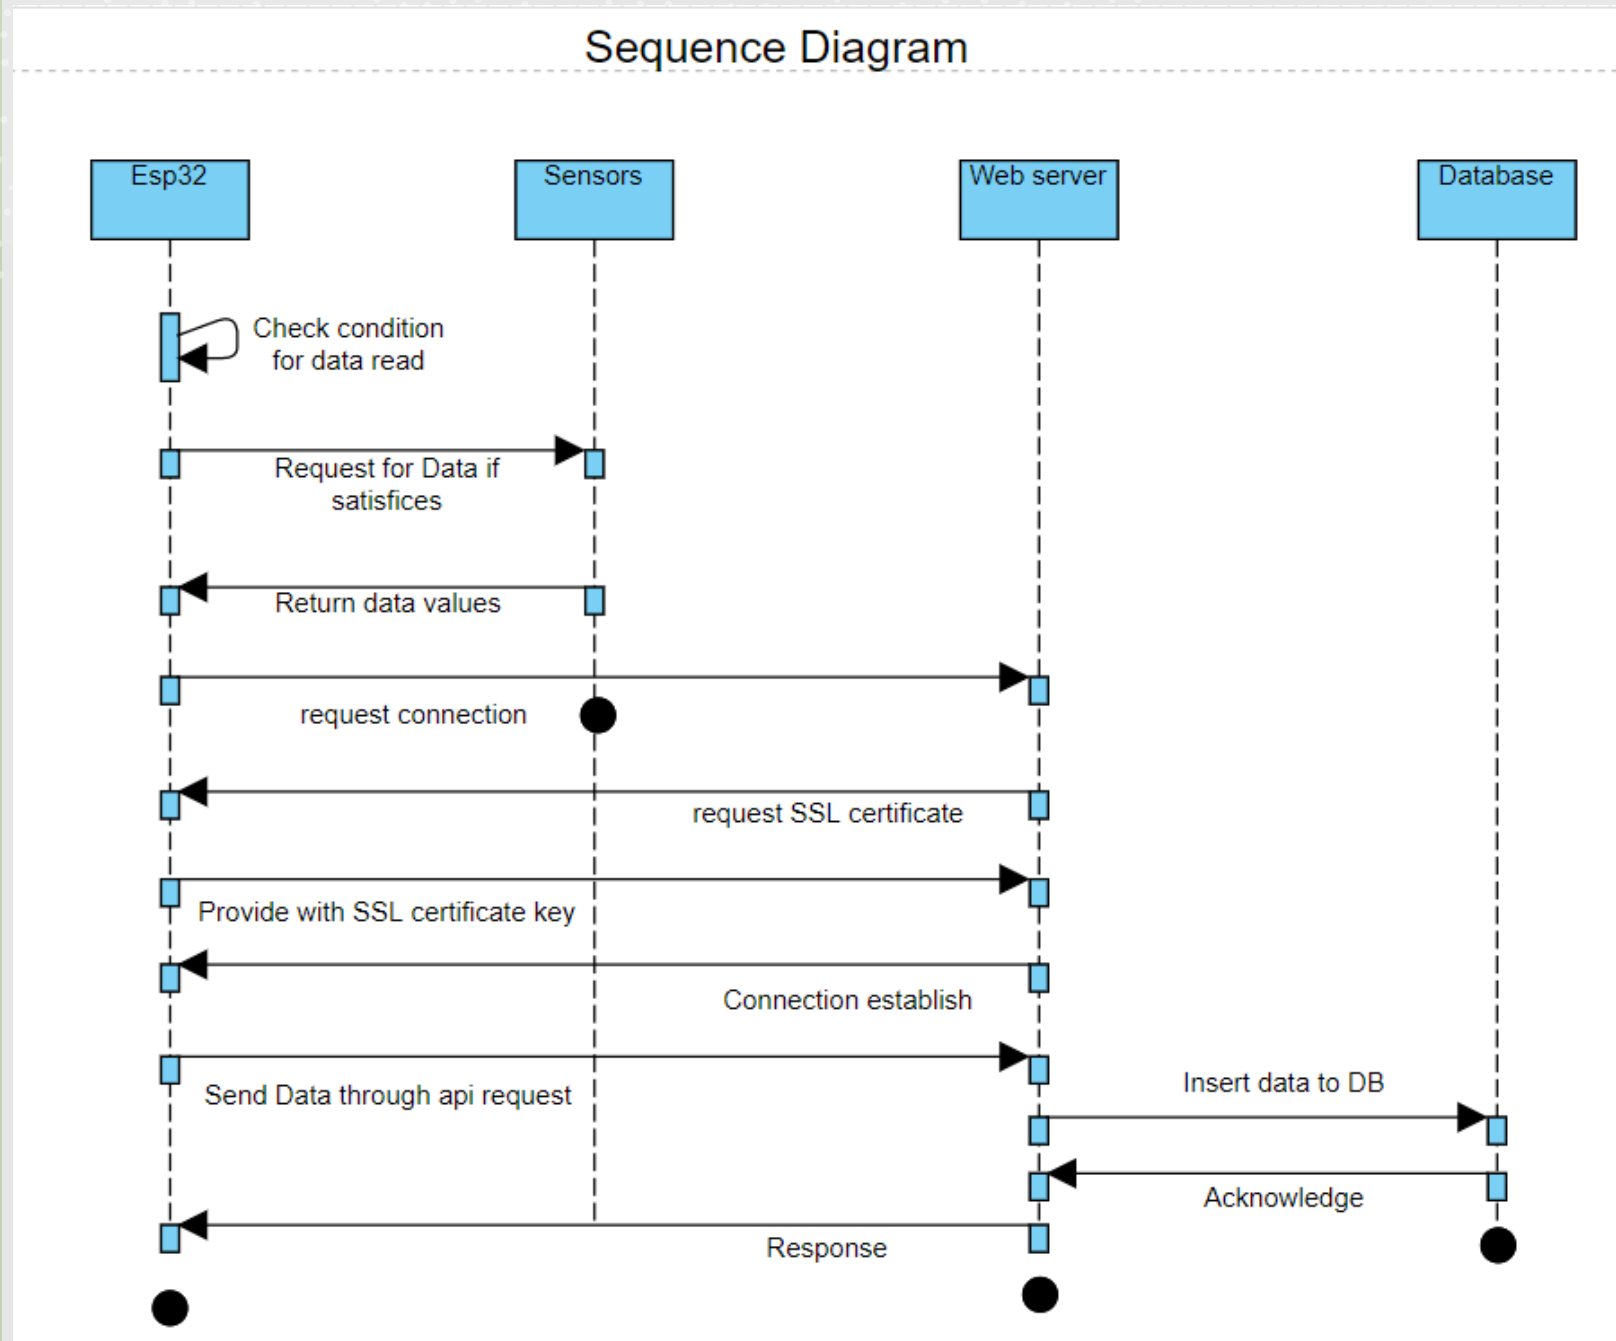 Sequence Diagram
Esp32
Sensors
Web server
Database
Check condition
for data read
Request for Data if
satisfices
Return data values
request connection
request SSL certificate
Provide with SSL certificate key
Connection establish
Send Data through api request
Insert data to DB
Acknowledge
Response